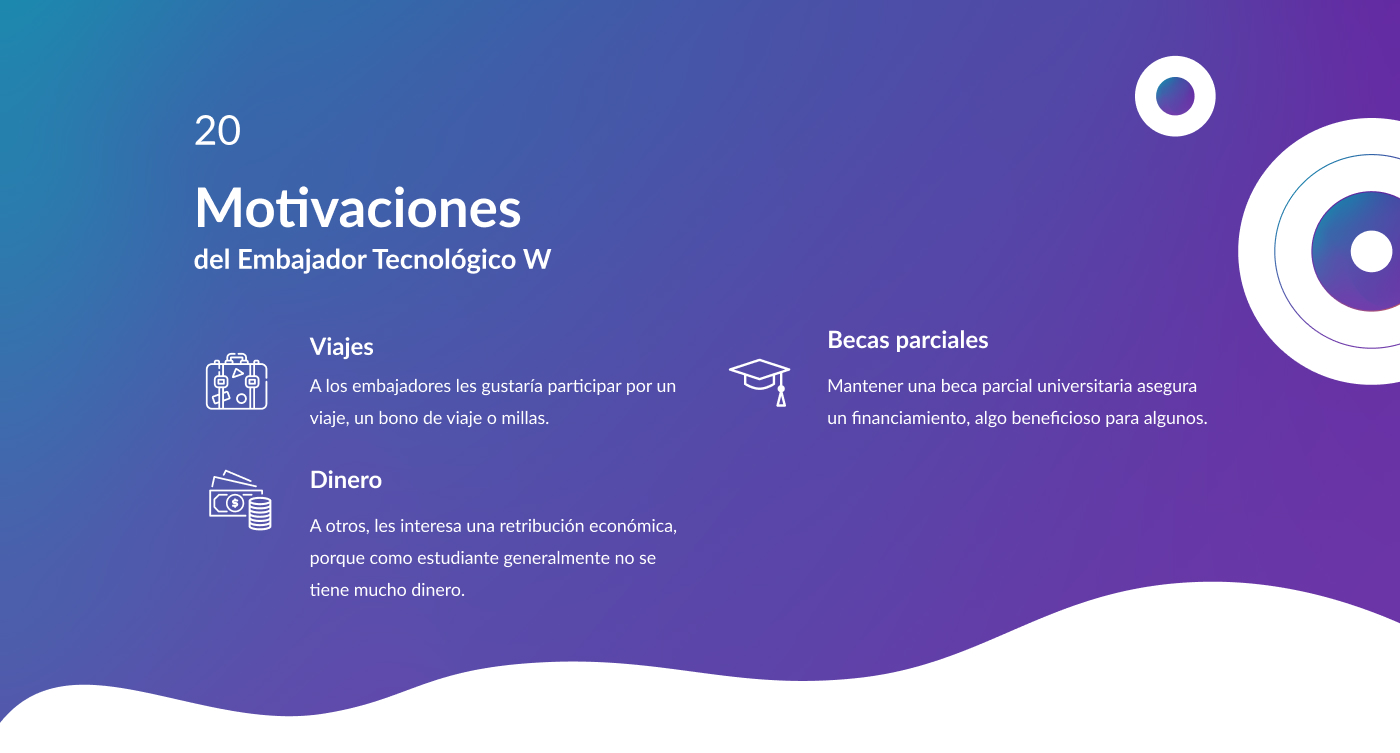 20
Motivaciones
del Embajador Tecnológico W
Viajes
A los embajadores les gustaría participar por un
viaje, un bono de viaje o millas.
Dinero
A otros, les interesa una retribución económica,
porque como estudiante generalmente no se
tiene mucho dinero.
Becas parciales
Mantener una beca parcial universitaria asegura
un financiamiento, algo beneficioso para algunos.